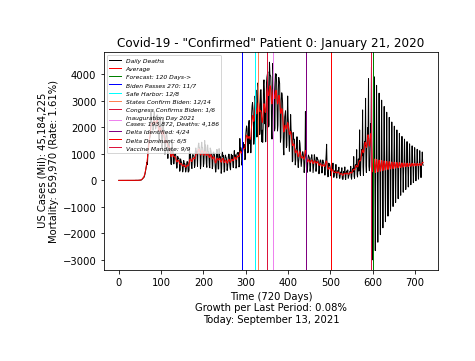 Covid-19 - "Confirmed" Patient 0: January 21, 2020
Daily Deaths
Average
Forecast: 120 Days->
Biden Passes 270: 11/7
Safe Harbor: 12/8
States Confirm Biden: 12/14
Congress Confirms Biden: 1/6
Inauguration Day 2021
Cases: 193,872, Deaths: 4,186
Delta Identified: 4/24
Delta Dominant: 6/5
Vaccine Mandate: 9/9
4000
3000
2000
1000
0
−1000
−2000
−3000
US Cases (Mil): 45,184,225
Mortality: 659,970 (Rate: 1.61%)
0 100 200 300 400 500 600 700
Time (720 Days)
Growth per Last Period: 0.08%
Today: September 13, 2021